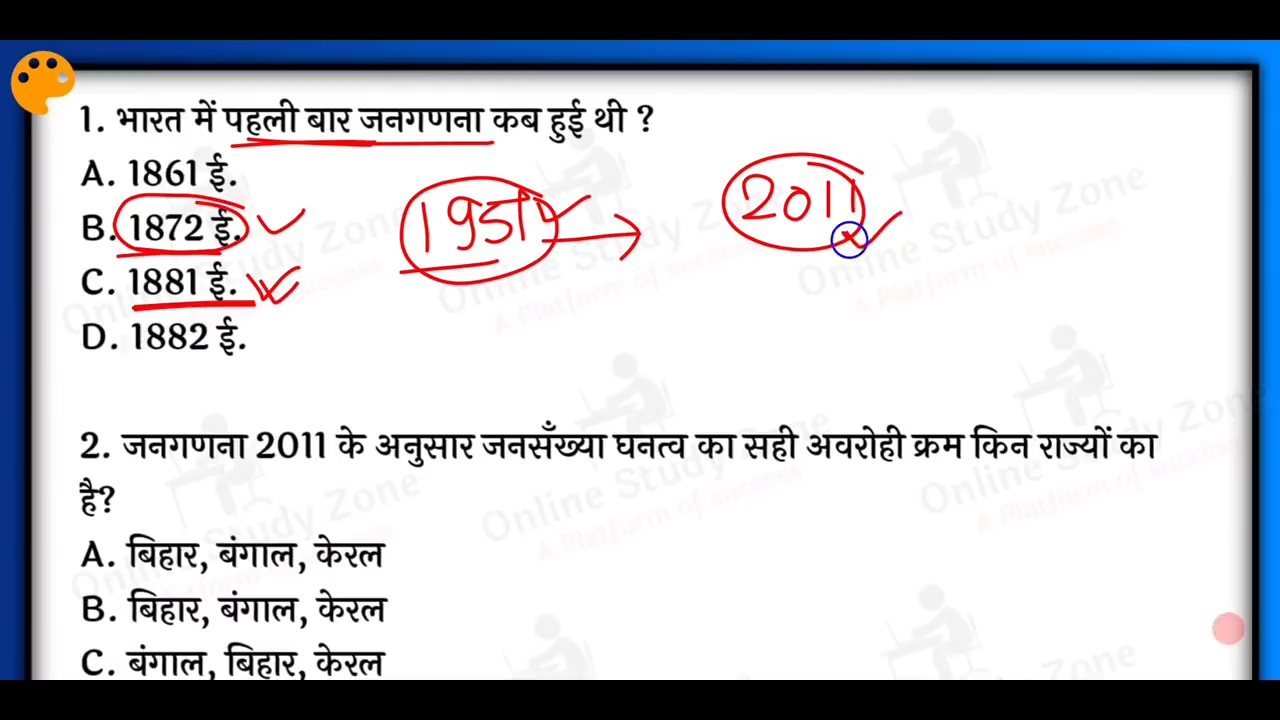 1. भारत में पहली बार जनगणना कब हुई थी ?
A. 1861 ई.
B. 1872 ई.
C. 1881 ई.
D. 1882 ई.
1951
2011
2. जनगणना 2011 के अनुसार जनसँख्या घनत्व का सही अवरोही क्रम किन राज्यों का
है?
A. बिहार, बंगाल, केरल
B. बिहार, बंगाल, केरल
C. बंगाल, बिहार, केरल
Online Study Zone
A Platform of success